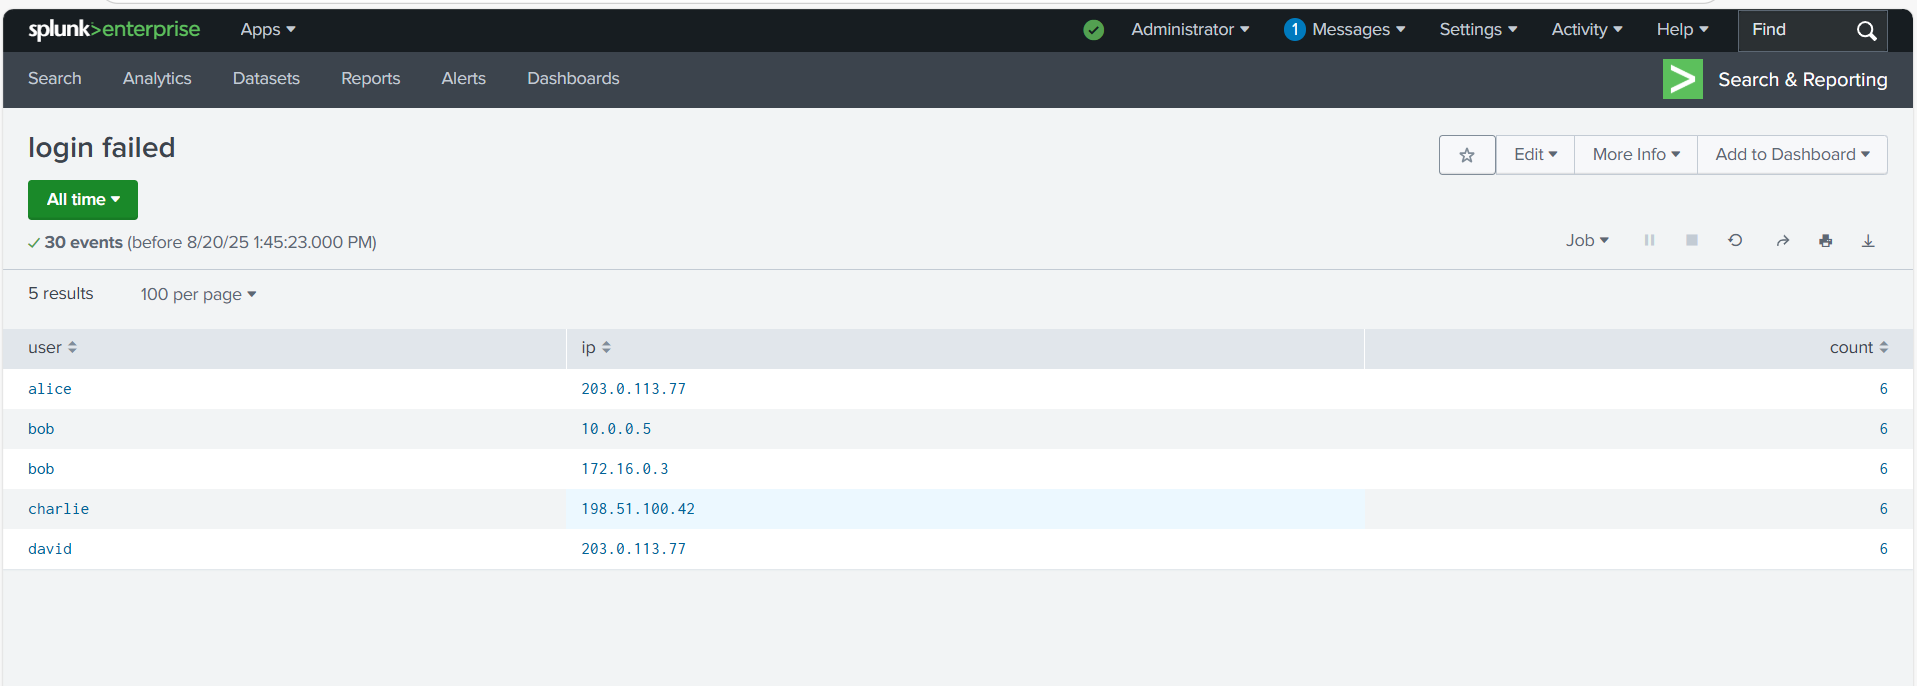 splunk>enterprise Apps Administrator 1 Messages Settings Activity Help Find
Search Analytics Datasets Reports Alerts Dashboards Search & Reporting
login failed
Edit More Info Add to Dashboard
All time
30 events (before 8/20/25 1:45:23.000 PM)
Job
5 results 100 per page
user ip count
alice 203.0.113.77 6
bob 10.0.0.5 6
bob 172.16.0.3 6
charlie 198.51.100.42 6
david 203.0.113.77 6